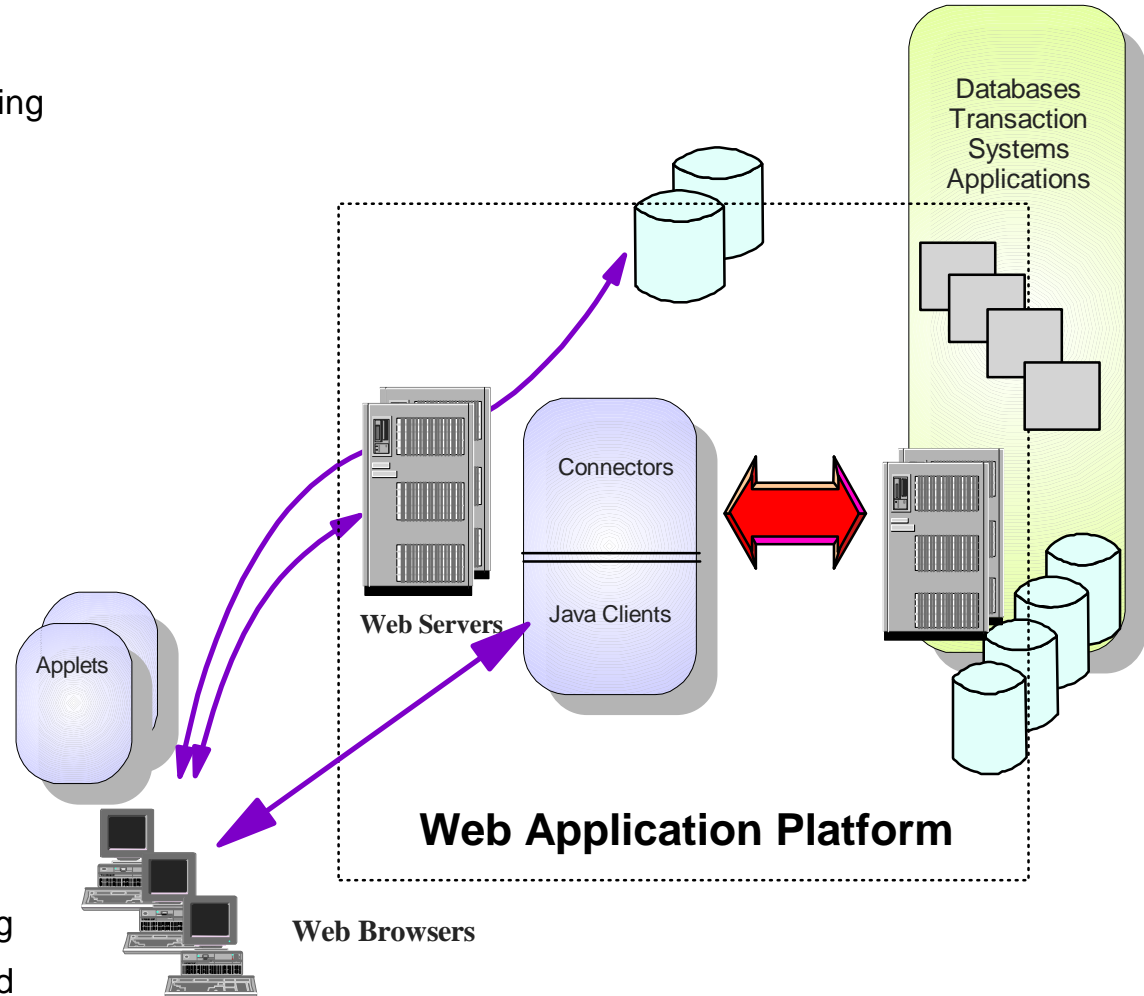 ing
Databases
Transaction
Systems
Applications
Connectors
Web Servers
Java Clients
Applets
Web Application Platform
g
Web Browsers
d